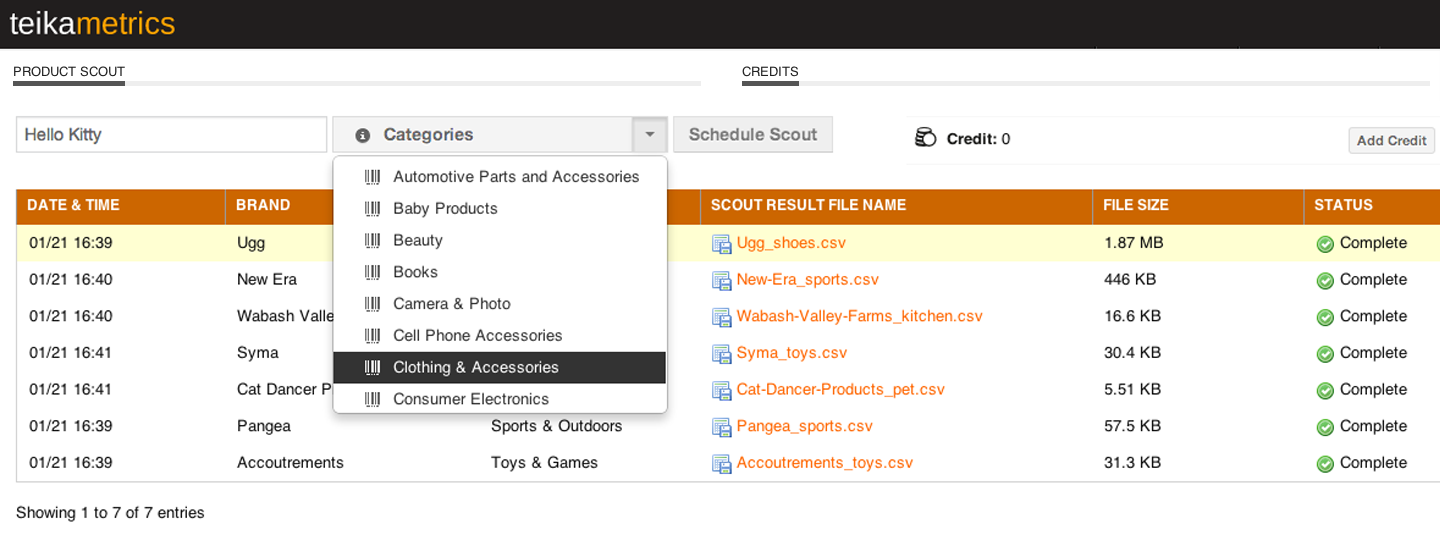 teikametrics
PRODUCT SCOUT CREDITS
Hello Kitty Categories Schedule Scout Credit: 0 Add Credit
Automotive Parts and Accessories
Baby Products
Beauty
Books
Camera & Photo
Cell Phone Accessories
Clothing & Accessories
Consumer Electronics
DATE & TIME BRAND SCOUT RESULT FILE NAME FILE SIZE STATUS
01/21 16:39 Ugg Ugg_shoes.csv 1.87 MB Complete
01/21 16:40 New Era New-Era_sports.csv 446 KB Complete
01/21 16:40 Wabash Valle Wabash-Valley-Farms_kitchen.csv 16.6 KB Complete
01/21 16:41 Syma Syma_toys.csv 30.4 KB Complete
01/21 16:41 Cat Dancer P Cat-Dancer-Products_pet.csv 5.51 KB Complete
01/21 16:39 Pangea Sports & Outdoors Pangea_sports.csv 57.5 KB Complete
01/21 16:39 Accoutrements Toys & Games Accoutrements_toys.csv 31.3 KB Complete
Showing 1 to 7 of 7 entries